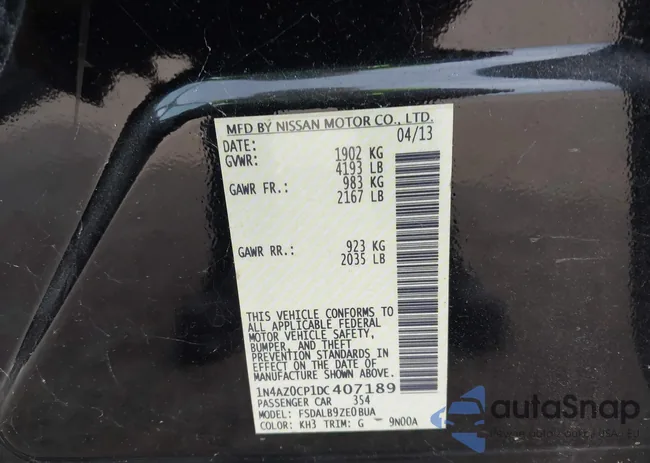 MFD BY NISSAN MOTOR CO., LTD.
DATE: 04/13
GVWR: 1902 KG
4193 LB
GAWR FR.: 983 KG
2167 LB
GAWR RR.: 923 KG
2035 LB
THIS VEHICLE CONFORMS TO
ALL APPLICABLE FEDERAL
MOTOR VEHICLE SAFETY,
BUMPER, AND THEFT
PREVENTION STANDARDS IN
EFFECT ON THE DATE OF
MANUFACTURE SHOWN ABOVE.
1N4AZ0CP1DC407189
PASSENGER CAR 354
MODEL: FSDALB9ZE0BUA
COLOR: KH3 TRIM: G 9N00A
autoSnap